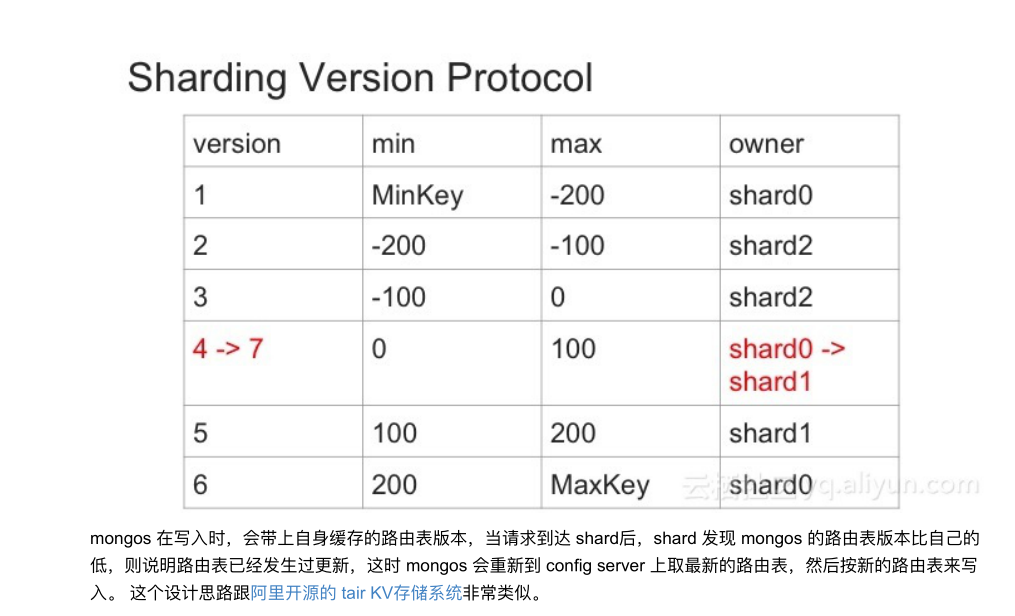 Sharding Version Protocol
version min max owner
1 MinKey -200 shard0
2 -200 -100 shard2
3 -100 0 shard2
4 -> 7 0 100 shard0 ->
shard1
5 100 200 shard1
6 200 MaxKey shard0
yq.aliyun.com
mongos 在写入时，会带上自身缓存的路由表版本，当请求到达 shard后，shard 发现 mongos 的路由表版本比自己的
低，则说明路由表已经发生过更新，这时 mongos 会重新到 config server 上取最新的路由表，然后按新的路由表来写
入。 这个设计思路跟阿里开源的 tair KV存储系统非常类似。